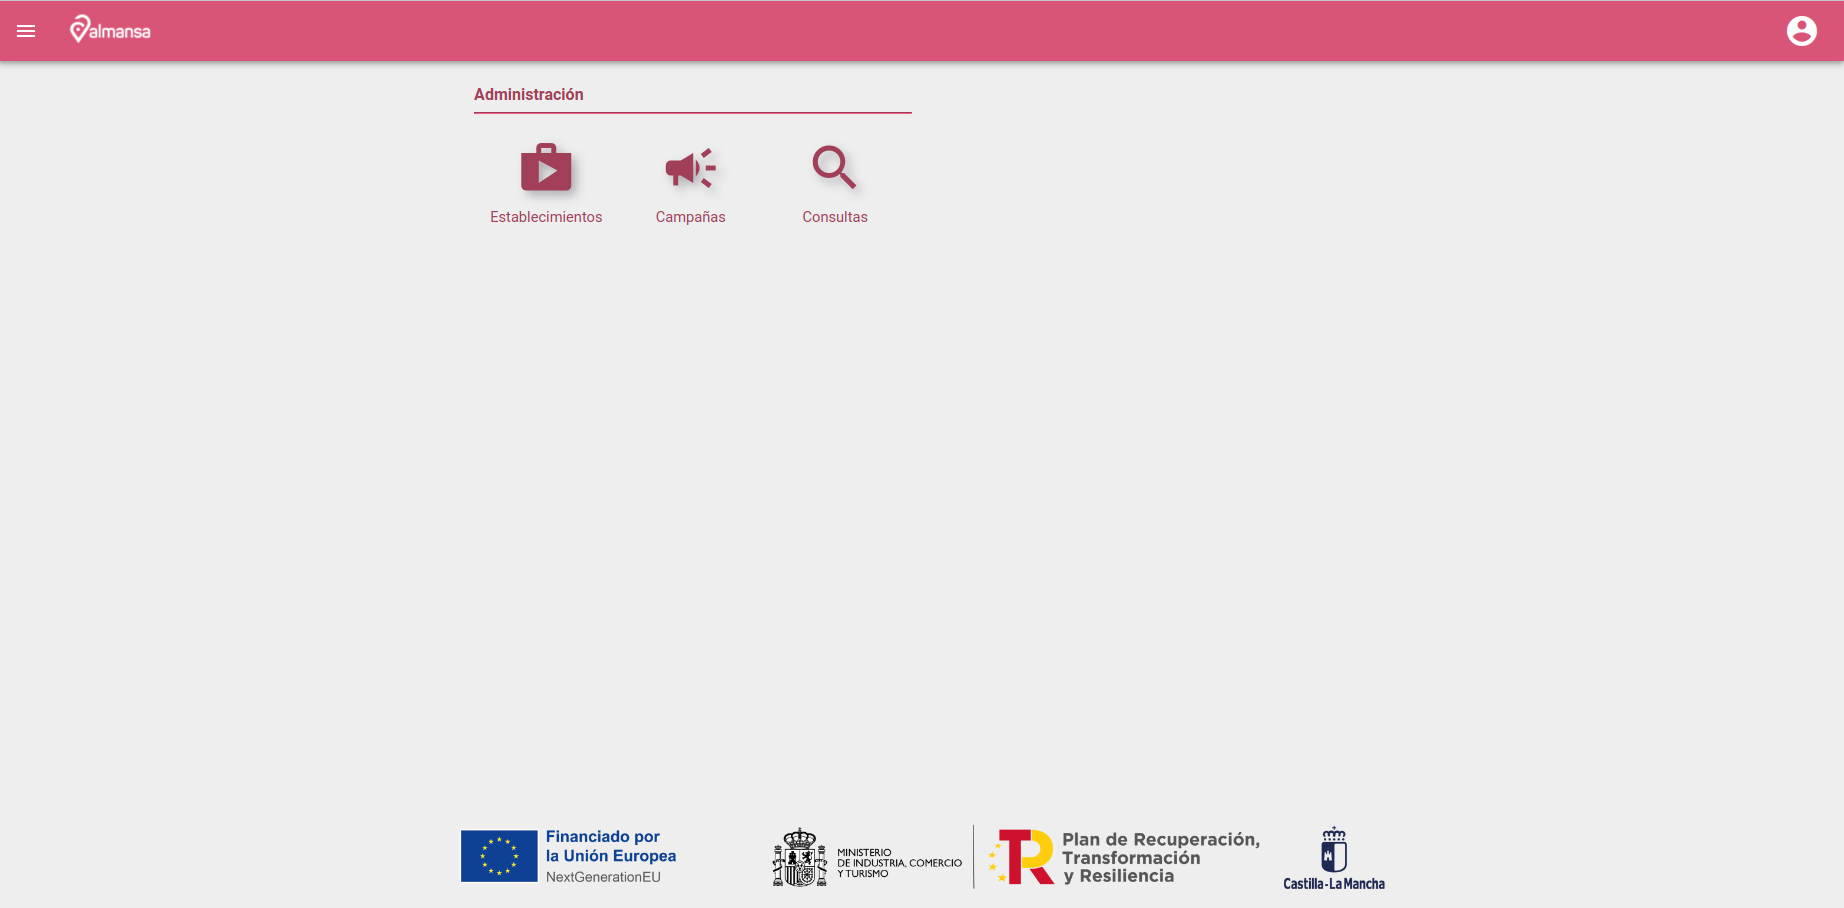 almansa
Administración
Establecimientos
Campañas
Consultas
Financiado por
la Unión Europea
NextGenerationEU
MINISTERIO
DE INDUSTRIA, COMERCIO
Y TURISMO
Plan de Recuperación,
Transformación
y Resiliencia
Castilla-La Mancha